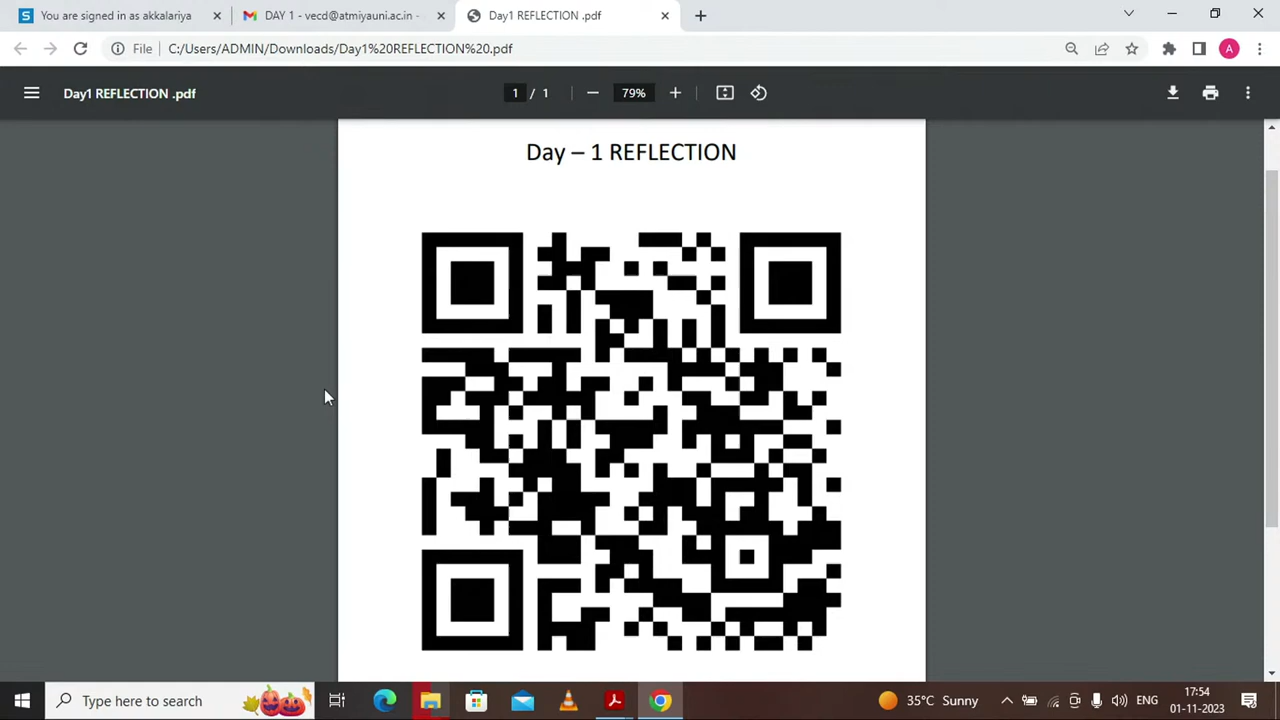 You are signed in as akkalariya
DAY 1 - vecd@atmiyauni.ac.in -
Day1 REFLECTION .pdf
File
C:/Users/ADMIN/Downloads/Day1%20REFLECTION%20.pdf
A
Day1 REFLECTION .pdf
1 / 1
79%
Day – 1 REFLECTION
Type here to search
35°C Sunny
ENG
17:54
01-11-2023